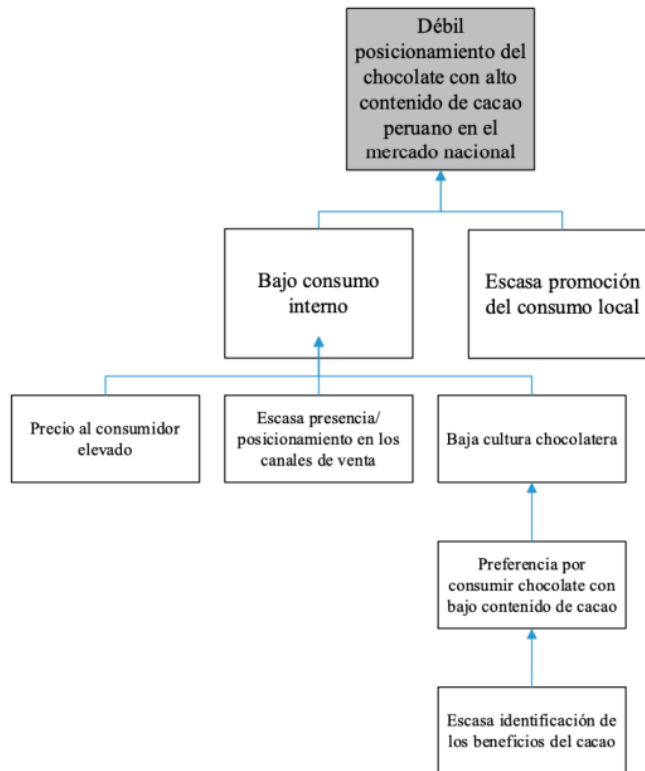 Débil
posicionamiento del
chocolate con alto
contenido de cacao
peruano en el
mercado nacional
Bajo consumo
interno
Escasa promoción
del consumo local
Precio al consumidor
elevado
Escasa presencia/
posicionamiento en los
canales de venta
Baja cultura chocolatera
Preferencia por
consumir chocolate con
bajo contenido de cacao
Escasa identificación de
los beneficios del cacao